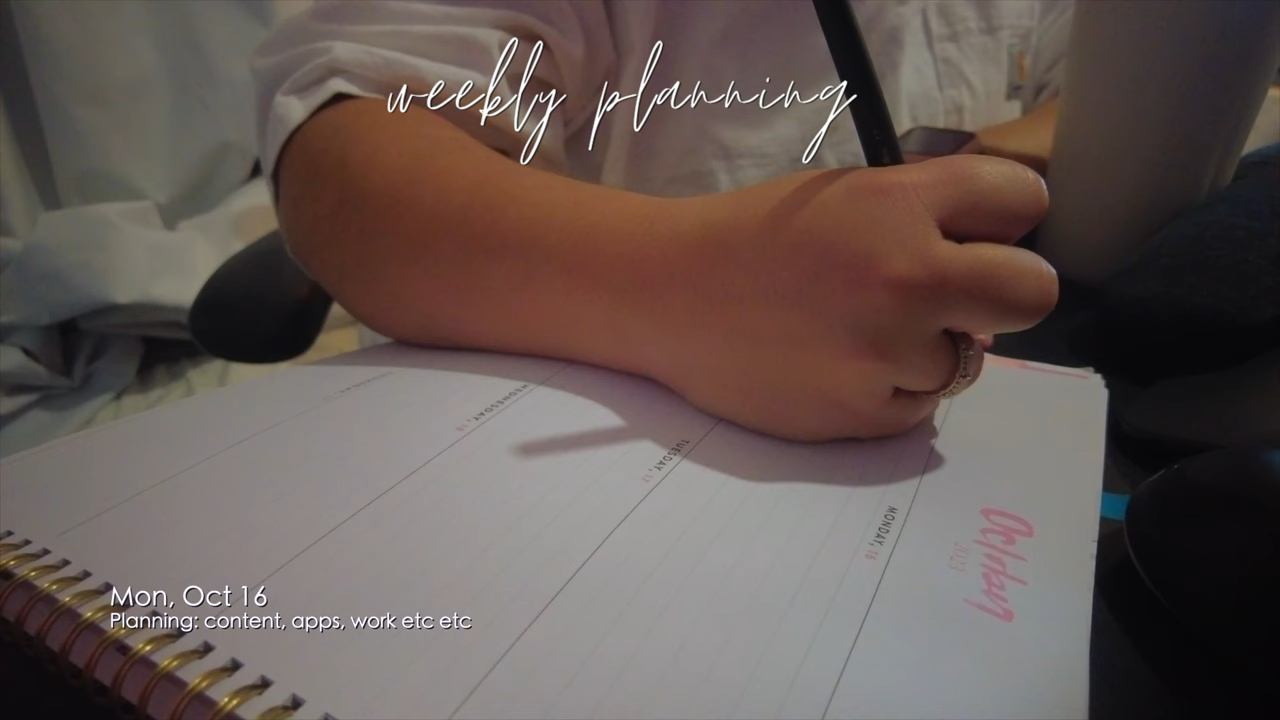 weekly planning
WEDNESDAY, 18
TUESDAY, 17
MONDAY, 16
October
2023
Mon, Oct 16
Planning: content, apps, work etc etc